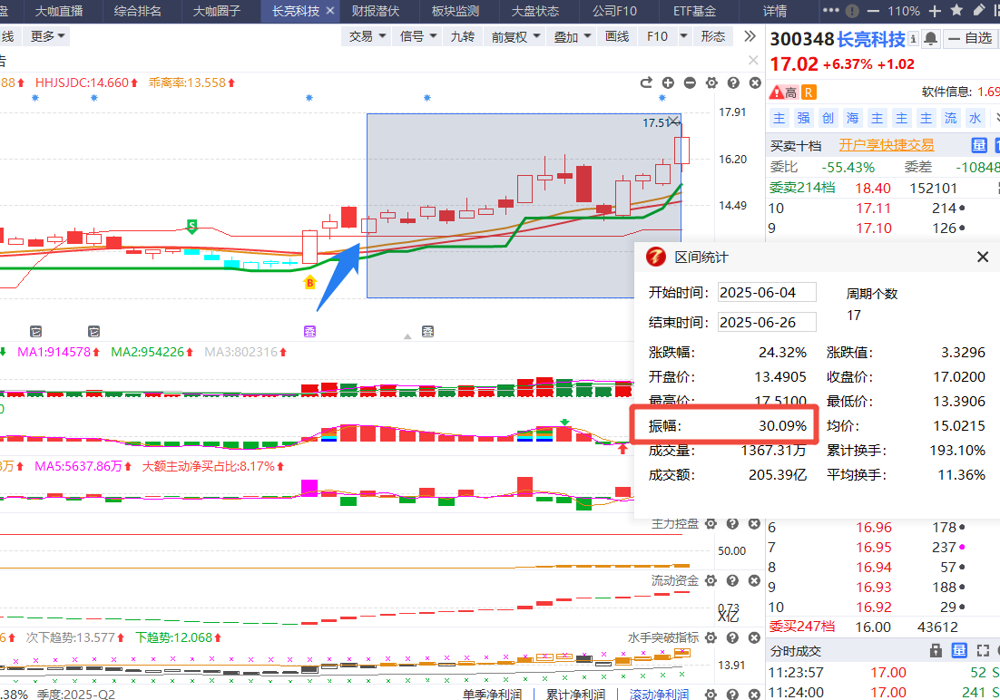 盘 大咖直播 综合排名 大咖圈子 长亮科技 × 财报潜伏 板块监测 大盘状态 公司F10 ETF基金 详情 110%
线 更多 交易 信号 九转 前复权 叠加 画线 F10 形态
300348 长亮科技 自选
17.02 +6.37% +1.02
告
88 HHJSJDC:14.660 乖离率:13.558
高 R 软件信息: 1.69
17.91
17.51
主 强 创 海 主 主 主 流 水
买卖十档 开户享快捷交易
16.20
委比 -55.43% 委差 -10848
委卖214档 18.40 152101
14.49
10 17.11 214
9 17.10 126
S
B
区间统计
开始时间: 2025-06-04 周期个数
结束时间: 2025-06-26 17
涨跌幅: 24.32% 涨跌值: 3.3296
开盘价: 13.4905 收盘价: 17.0200
最高价: 17.5100 最低价: 13.3906
振幅: 30.09% 均价: 15.0215
成交量: 1367.31万 累计换手: 193.10%
成交额: 205.39亿 平均换手: 11.36%
MA1:914578 MA2:954226 MA3:802316
0
3万 MA5:5637.86万 大额主动净买占比:8.17%
主力控盘
50.00
流动资金
0.73
X亿
6 次下趋势:13.577 下趋势:12.068 水手突破指标
13.91
.38% 季度:2025-Q2 单季净利润 累计净利润 滚动净利润
6 16.96 178
7 16.95 237
8 16.94 57
9 16.93 188
10 16.92 29
委买247档 16.00 43612
分时成交
11:23:57 17.00 52 S
11:24:00 17.00 241 S